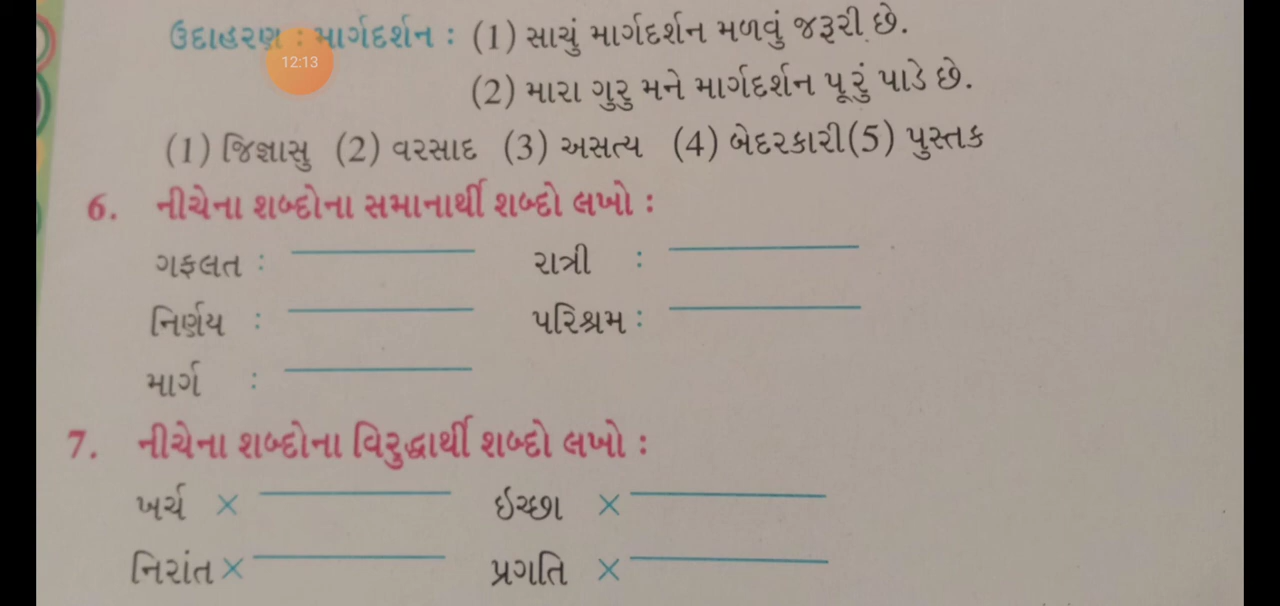 ઉદાહરણ : માર્ગદર્શન : (1) સાચું માર્ગદર્શન મળવું જરૂરી છે.
12:13
(2) મારા ગુરુ મને માર્ગદર્શન પૂરું પાડે છે.
(1) જિજ્ઞાસુ (2) વરસાદ (3) અસત્ય (4) બેદરકારી (5) પુસ્તક
6. નીચેના શબ્દોના સમાનાર્થી શબ્દો લખો :
ગફલત : રાત્રી :
નિર્ણય : પરિશ્રમ :
માર્ગ :
7. નીચેના શબ્દોના વિરુદ્ધાર્થી શબ્દો લખો :
ખર્ચ × ઈચ્છા ×
નિરાંત × પ્રગતિ ×